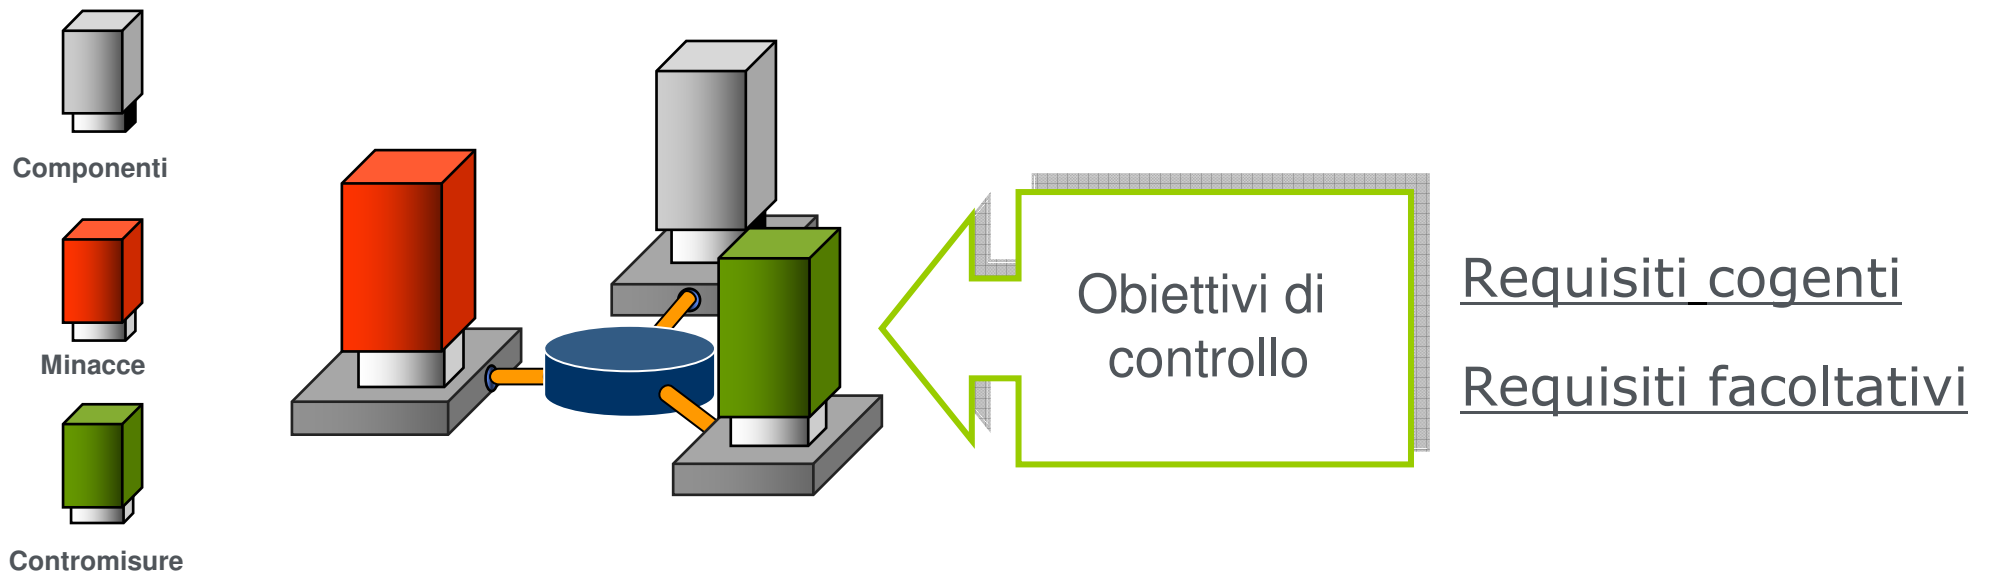 Componenti
Minacce
Contromisure
Obiettivi di
controllo
Requisiti cogenti
Requisiti facoltativi